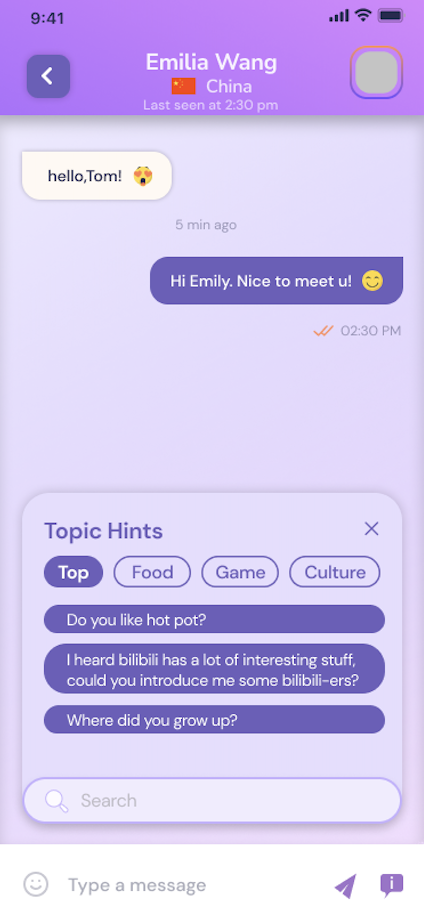 9:41
Emilia Wang
China
Last seen at 2:30 pm
hello,Tom! 😍
5 min ago
Hi Emily. Nice to meet u! 😊
02:30 PM
Topic Hints
Top
Food
Game
Culture
Do you like hot pot?
I heard bilibili has a lot of interesting stuff,
could you introduce me some bilibili-ers?
Where did you grow up?
Search
Type a message